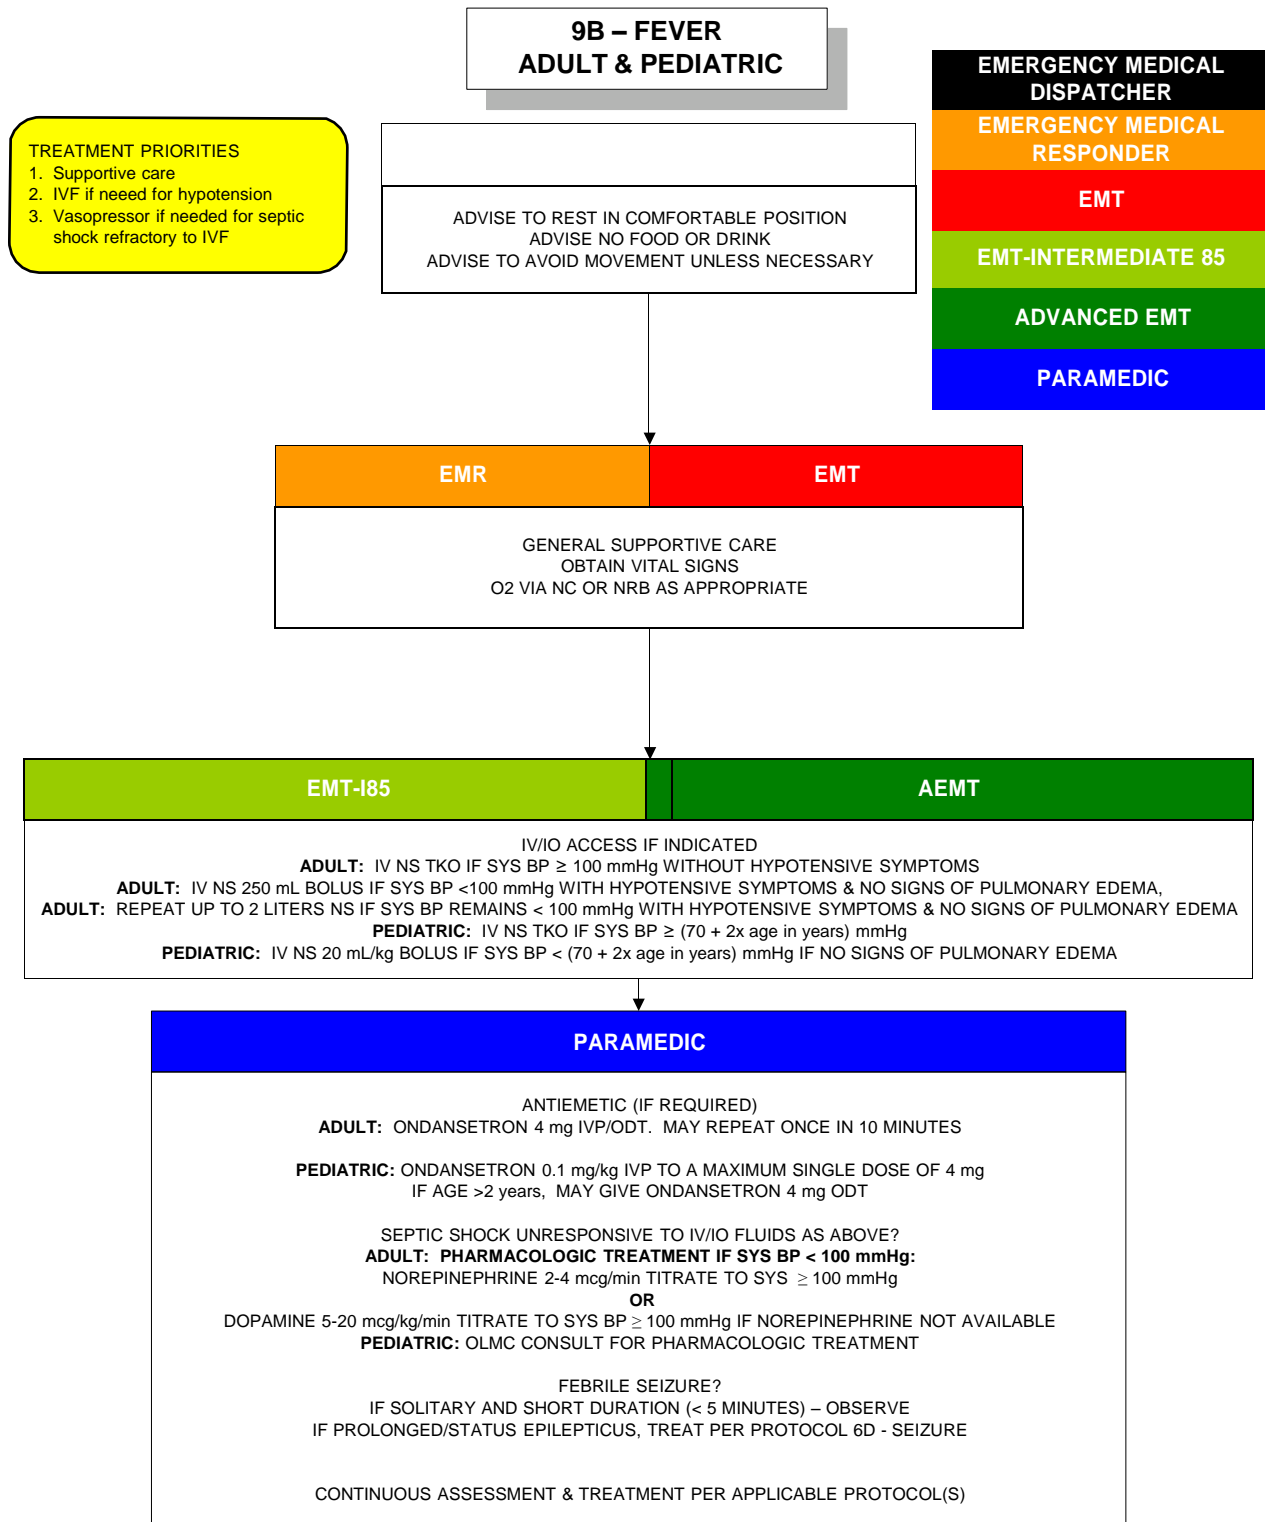 9B – FEVER
ADULT & PEDIATRIC
EMERGENCY MEDICAL
DISPATCHER
EMERGENCY MEDICAL
RESPONDER
EMT
EMT-INTERMEDIATE 85
ADVANCED EMT
PARAMEDIC
TREATMENT PRIORITIES
1. Supportive care
2. IVF if neeed for hypotension
3. Vasopressor if needed for septic
shock refractory to IVF
ADVISE TO REST IN COMFORTABLE POSITION
ADVISE NO FOOD OR DRINK
ADVISE TO AVOID MOVEMENT UNLESS NECESSARY
EMR
EMT
GENERAL SUPPORTIVE CARE
OBTAIN VITAL SIGNS
O2 VIA NC OR NRB AS APPROPRIATE
EMT-I85
AEMT
IV/IO ACCESS IF INDICATED
ADULT: IV NS TKO IF SYS BP ≥ 100 mmHg WITHOUT HYPOTENSIVE SYMPTOMS
ADULT: IV NS 250 mL BOLUS IF SYS BP <100 mmHg WITH HYPOTENSIVE SYMPTOMS & NO SIGNS OF PULMONARY EDEMA,
ADULT: REPEAT UP TO 2 LITERS NS IF SYS BP REMAINS < 100 mmHg WITH HYPOTENSIVE SYMPTOMS & NO SIGNS OF PULMONARY EDEMA
PEDIATRIC: IV NS TKO IF SYS BP ≥ (70 + 2x age in years) mmHg
PEDIATRIC: IV NS 20 mL/kg BOLUS IF SYS BP < (70 + 2x age in years) mmHg IF NO SIGNS OF PULMONARY EDEMA
PARAMEDIC
ANTIEMETIC (IF REQUIRED)
ADULT: ONDANSETRON 4 mg IVP/ODT. MAY REPEAT ONCE IN 10 MINUTES
PEDIATRIC: ONDANSETRON 0.1 mg/kg IVP TO A MAXIMUM SINGLE DOSE OF 4 mg
IF AGE >2 years, MAY GIVE ONDANSETRON 4 mg ODT
SEPTIC SHOCK UNRESPONSIVE TO IV/IO FLUIDS AS ABOVE?
ADULT: PHARMACOLOGIC TREATMENT IF SYS BP < 100 mmHg:
NOREPINEPHRINE 2-4 mcg/min TITRATE TO SYS ≥ 100 mmHg
OR
DOPAMINE 5-20 mcg/kg/min TITRATE TO SYS BP ≥ 100 mmHg IF NOREPINEPHRINE NOT AVAILABLE
PEDIATRIC: OLMC CONSULT FOR PHARMACOLOGIC TREATMENT
FEBRILE SEIZURE?
IF SOLITARY AND SHORT DURATION (< 5 MINUTES) – OBSERVE
IF PROLONGED/STATUS EPILEPTICUS, TREAT PER PROTOCOL 6D - SEIZURE
CONTINUOUS ASSESSMENT & TREATMENT PER APPLICABLE PROTOCOL(S)